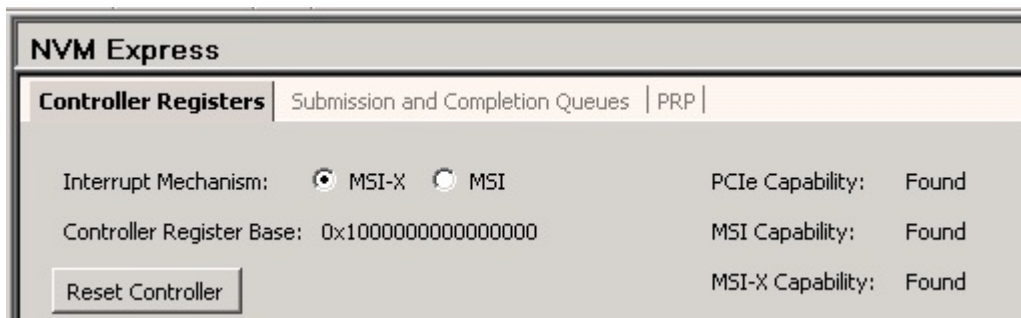 NVM Express
Controller Registers Submission and Completion Queues PRP
Interrupt Mechanism: MSI-X MSI PCIe Capability: Found
Controller Register Base: 0x1000000000000000 MSI Capability: Found
Reset Controller MSI-X Capability: Found